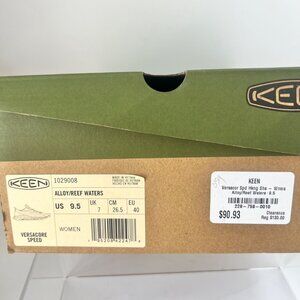 KEEN
1029008
ALLOY/REEF WATERS
KEEN
US 9.5
UK 7
CM 26.5
EU 40
VERSACORE
SPEED
WOMEN
KEEN
Versacor Spd Hkng Sho - Wmns
Alloy/Reef Waters 9.5
$90.93
Clearance
Reg $130.00